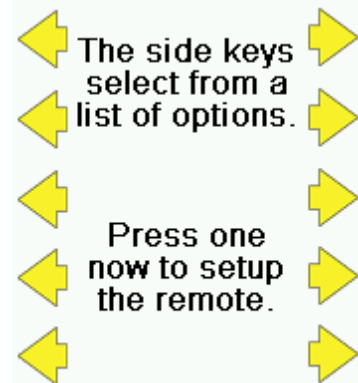 The side keys
select from a
list of options.
Press one
now to setup
the remote.